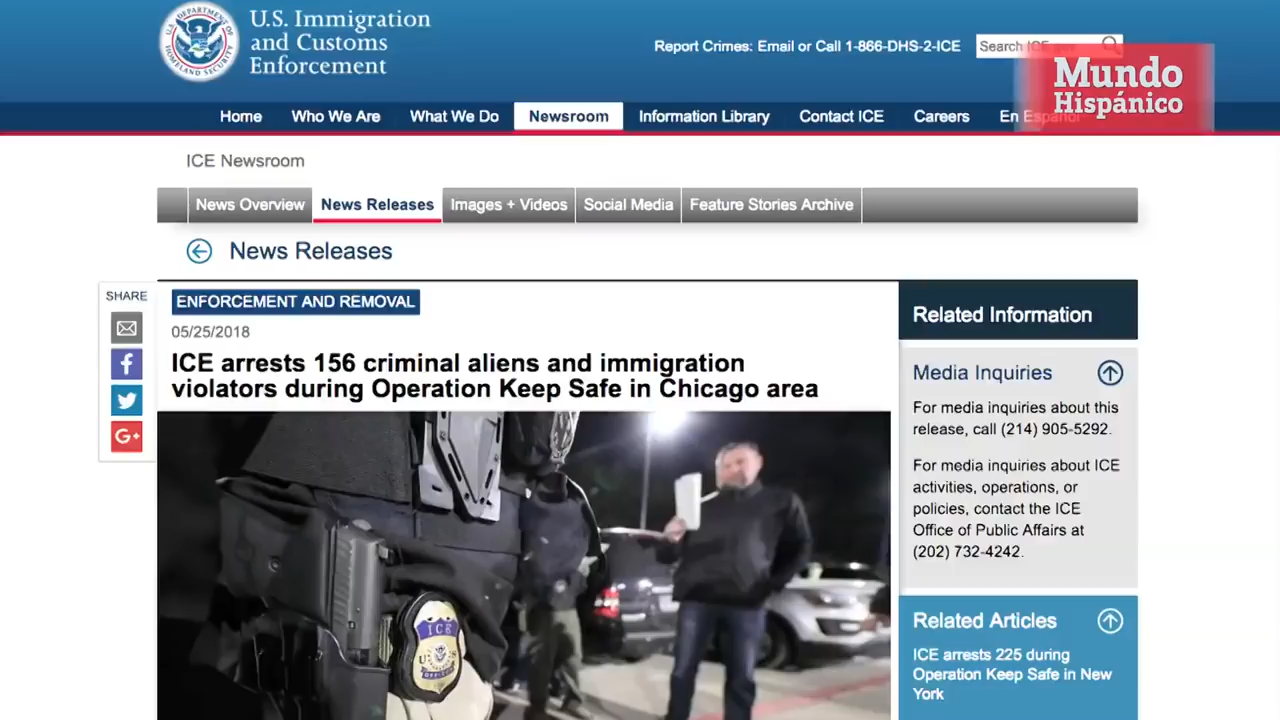 U.S. Immigration
and Customs
Enforcement
Report Crimes: Email or Call 1-866-DHS-2-ICE
Search ICE.gov
Mundo
Hispánico
Home
Who We Are
What We Do
Newsroom
Information Library
Contact ICE
Careers
En Español
ICE Newsroom
News Overview
News Releases
Images + Videos
Social Media
Feature Stories Archive
News Releases
SHARE
ENFORCEMENT AND REMOVAL
05/25/2018
ICE arrests 156 criminal aliens and immigration
violators during Operation Keep Safe in Chicago area
ICE
Related Information
Media Inquiries
For media inquiries about this
release, call (214) 905-5292.
For media inquiries about ICE
activities, operations, or
policies, contact the ICE
Office of Public Affairs at
(202) 732-4242.
Related Articles
ICE arrests 225 during
Operation Keep Safe in New
York